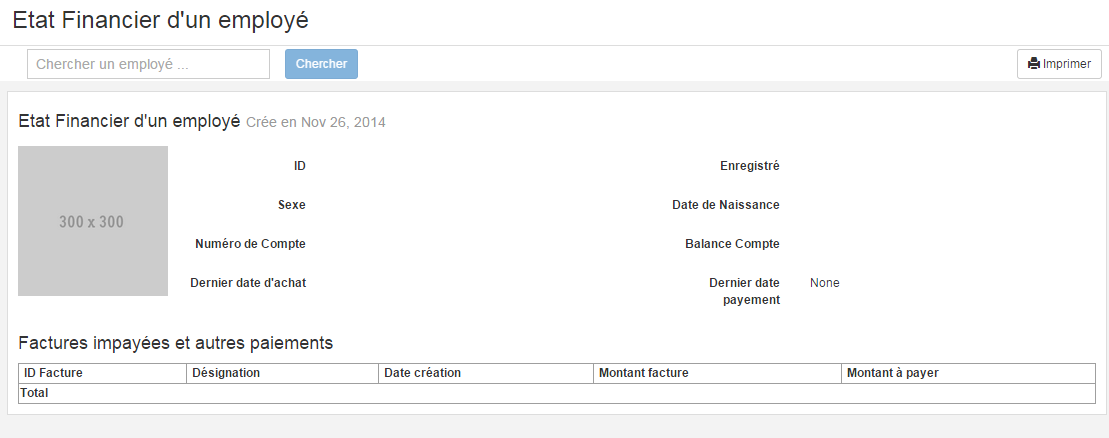 Etat Financier d'un employé
Chercher un employé ...
Chercher
Imprimer
Etat Financier d'un employé Crée en Nov 26, 2014
300 x 300
ID
Enregistré
Sexe
Date de Naissance
Numéro de Compte
Balance Compte
Dernier date d'achat
Dernier date
payement
None
Factures impayées et autres paiements
ID Facture Désignation Date création Montant facture Montant à payer
Total